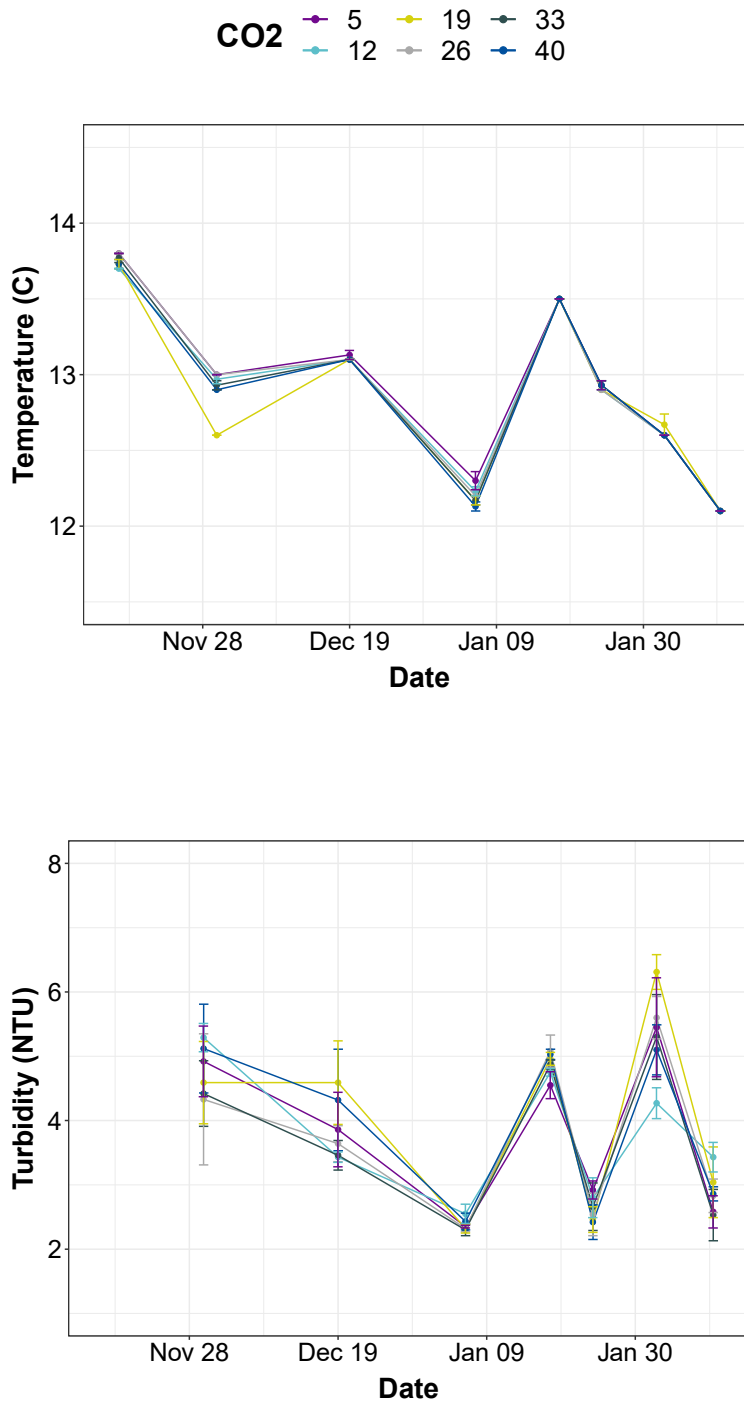 CO2 5 19 33
12 26 40
Temperature (C)
14
13
12
Nov 28 Dec 19 Jan 09 Jan 30
Date
Turbidity (NTU)
8
6
4
2
Nov 28 Dec 19 Jan 09 Jan 30
Date